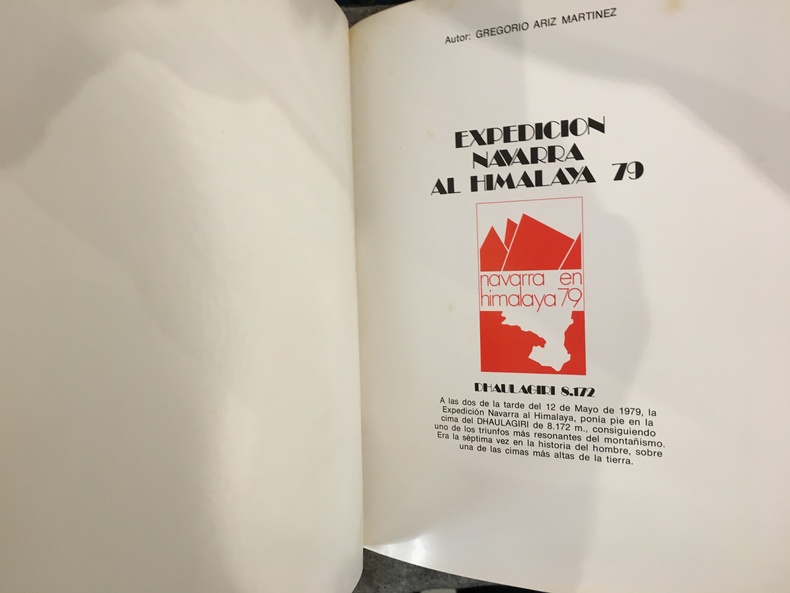 Autor: GREGORIO ARIZ MARTINEZ
EXPEDICION
NAVARRA
AL HIMALAYA 79
navarra en
himalaya 79
DHAULAGIRI 8.172
A las dos de la tarde del 12 de Mayo de 1979, la
Expedición Navarra al Himalaya, ponía pie en la
cima del DHAULAGIRI de 8.172 m., consiguiendo
uno de los triunfos más resonantes del montañismo.
Era la séptima vez en la historia del hombre, sobre
una de las cimas más altas de la tierra.